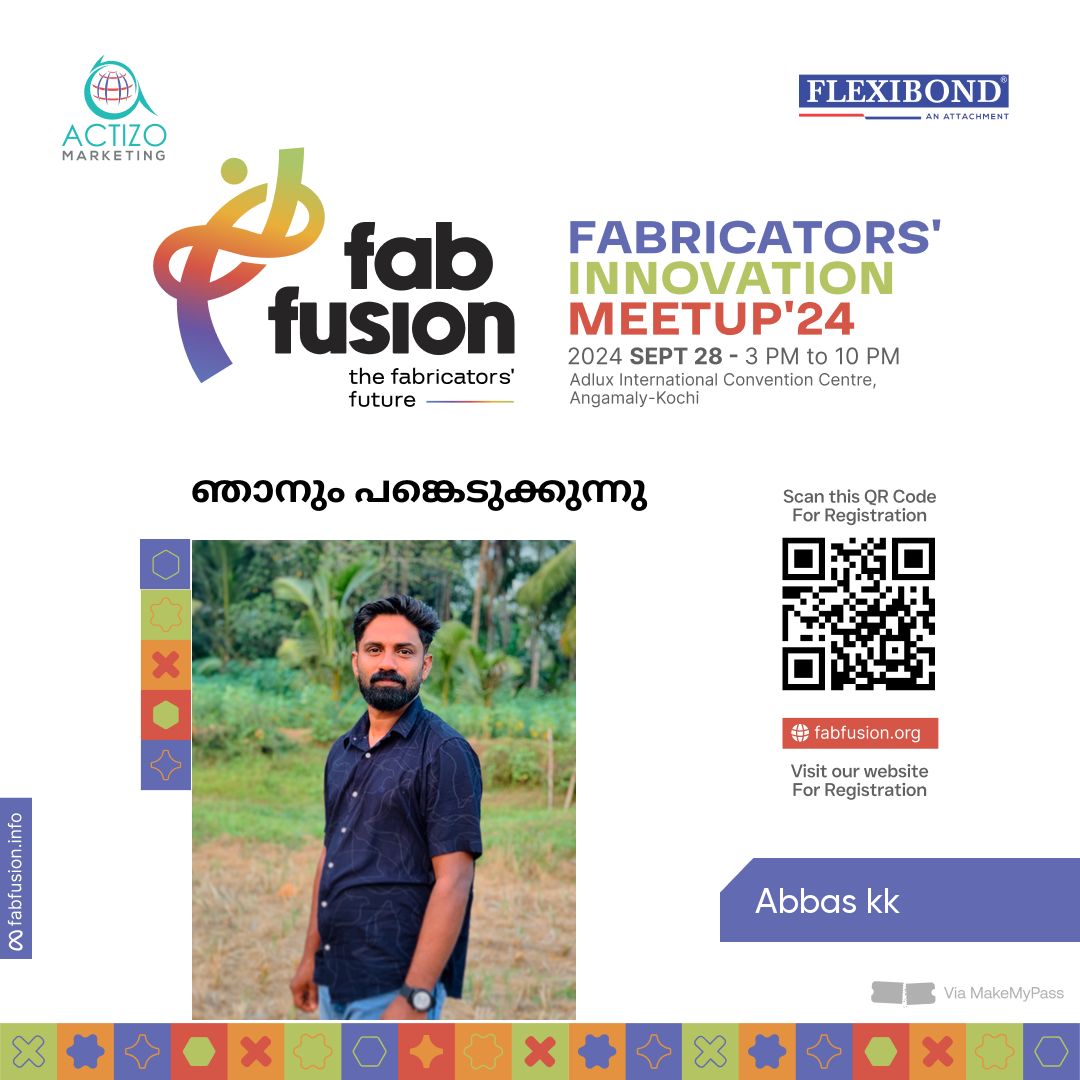 ACTIZO
MARKETING
FLEXIBOND®
AN ATTACHMENT
fab
fusion
the fabricators'
future
FABRICATORS'
INNOVATION
MEETUP'24
2024 SEPT 28 - 3 PM to 10 PM
Adlux International Convention Centre,
Angamaly-Kochi
ഞാനും പങ്കെടുക്കുന്നു
Scan this QR Code
For Registration
fabfusion.org
Visit our website
For Registration
fabfusion.info
Abbas kk
Via MakeMyPass